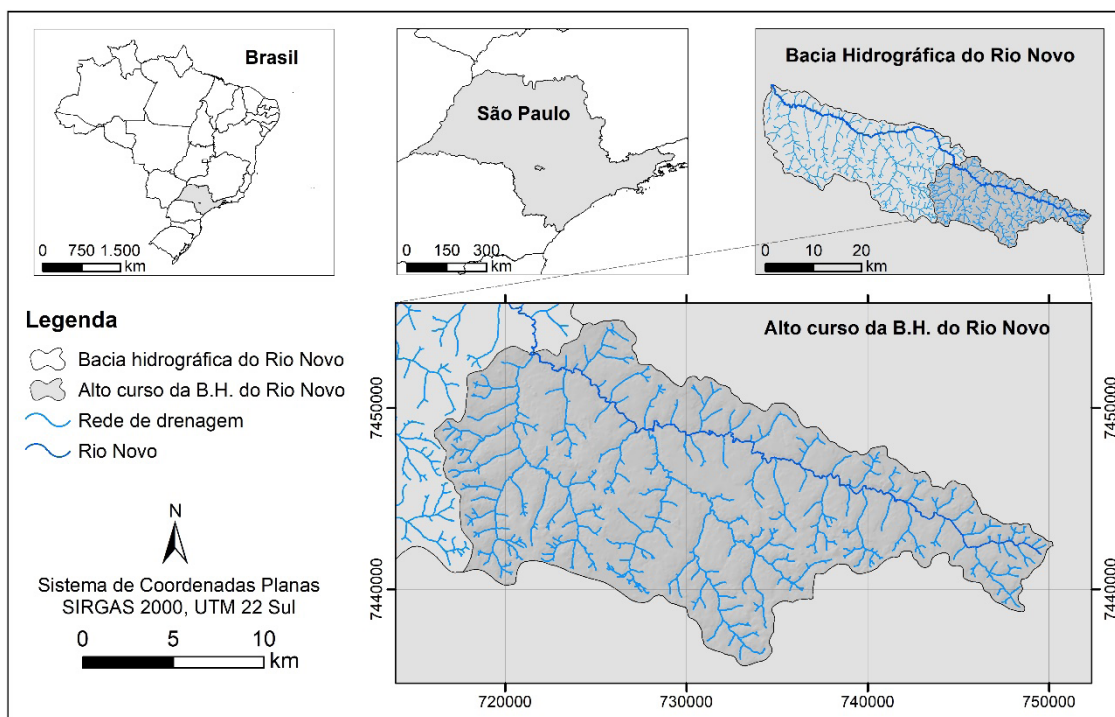 Brasil
0 750 1.500
km
São Paulo
0 150 300
km
Bacia Hidrográfica do Rio Novo
0 10 20
km
Legenda
Bacia hidrográfica do Rio Novo
Alto curso da B.H. do Rio Novo
Rede de drenagem
Rio Novo
N
Sistema de Coordenadas Planas
SIRGAS 2000, UTM 22 Sul
0 5 10
km
Alto curso da B.H. do Rio Novo
7450000
7450000
7440000
7440000
720000 730000 740000 750000